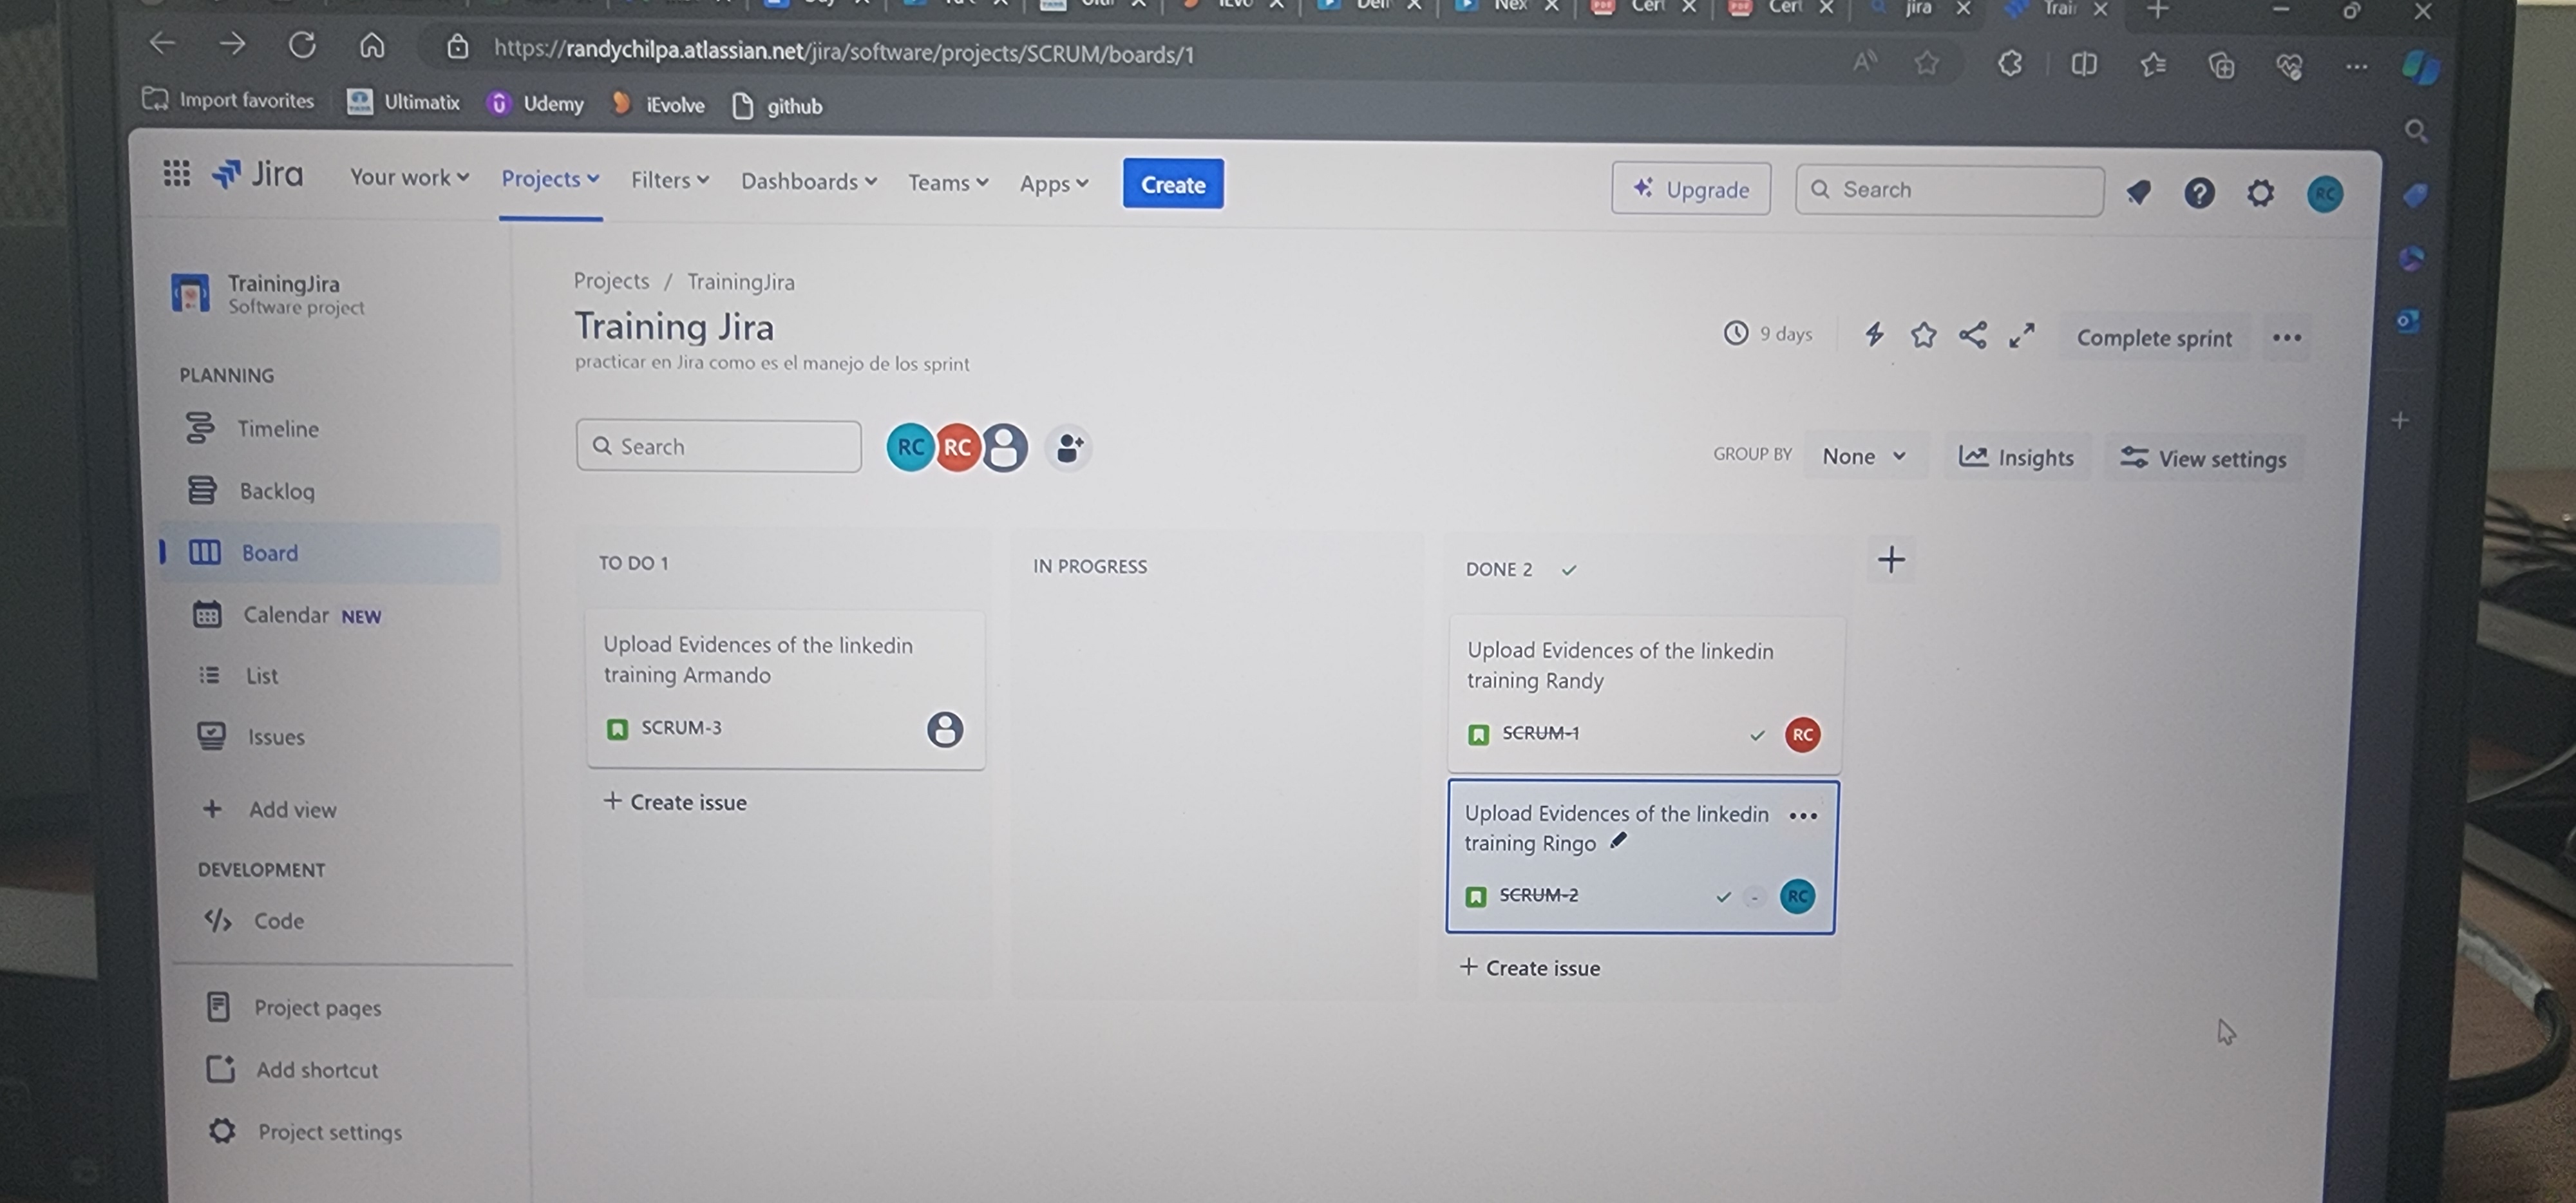 jira
Trai
https://randychilpa.atlassian.net/jira/software/projects/SCRUM/boards/1
Import favorites Ultimatix Udemy iEvolve github
Jira Your work Projects Filters Dashboards Teams Apps Create Upgrade Search RC
TrainingJira
Software project
PLANNING
Timeline
Backlog
Board
Calendar NEW
List
Issues
Add view
DEVELOPMENT
Code
Project pages
Add shortcut
Project settings
Projects / TrainingJira
Training Jira
practicar en Jira como es el manejo de los sprint
9 days Complete sprint
Search RC RC
GROUP BY None Insights View settings
TO DO 1
Upload Evidences of the linkedin
training Armando
SCRUM-3
+ Create issue
IN PROGRESS
DONE 2
Upload Evidences of the linkedin
training Randy
SCRUM-1 RC
Upload Evidences of the linkedin
training Ringo
SCRUM-2 - RC
+ Create issue